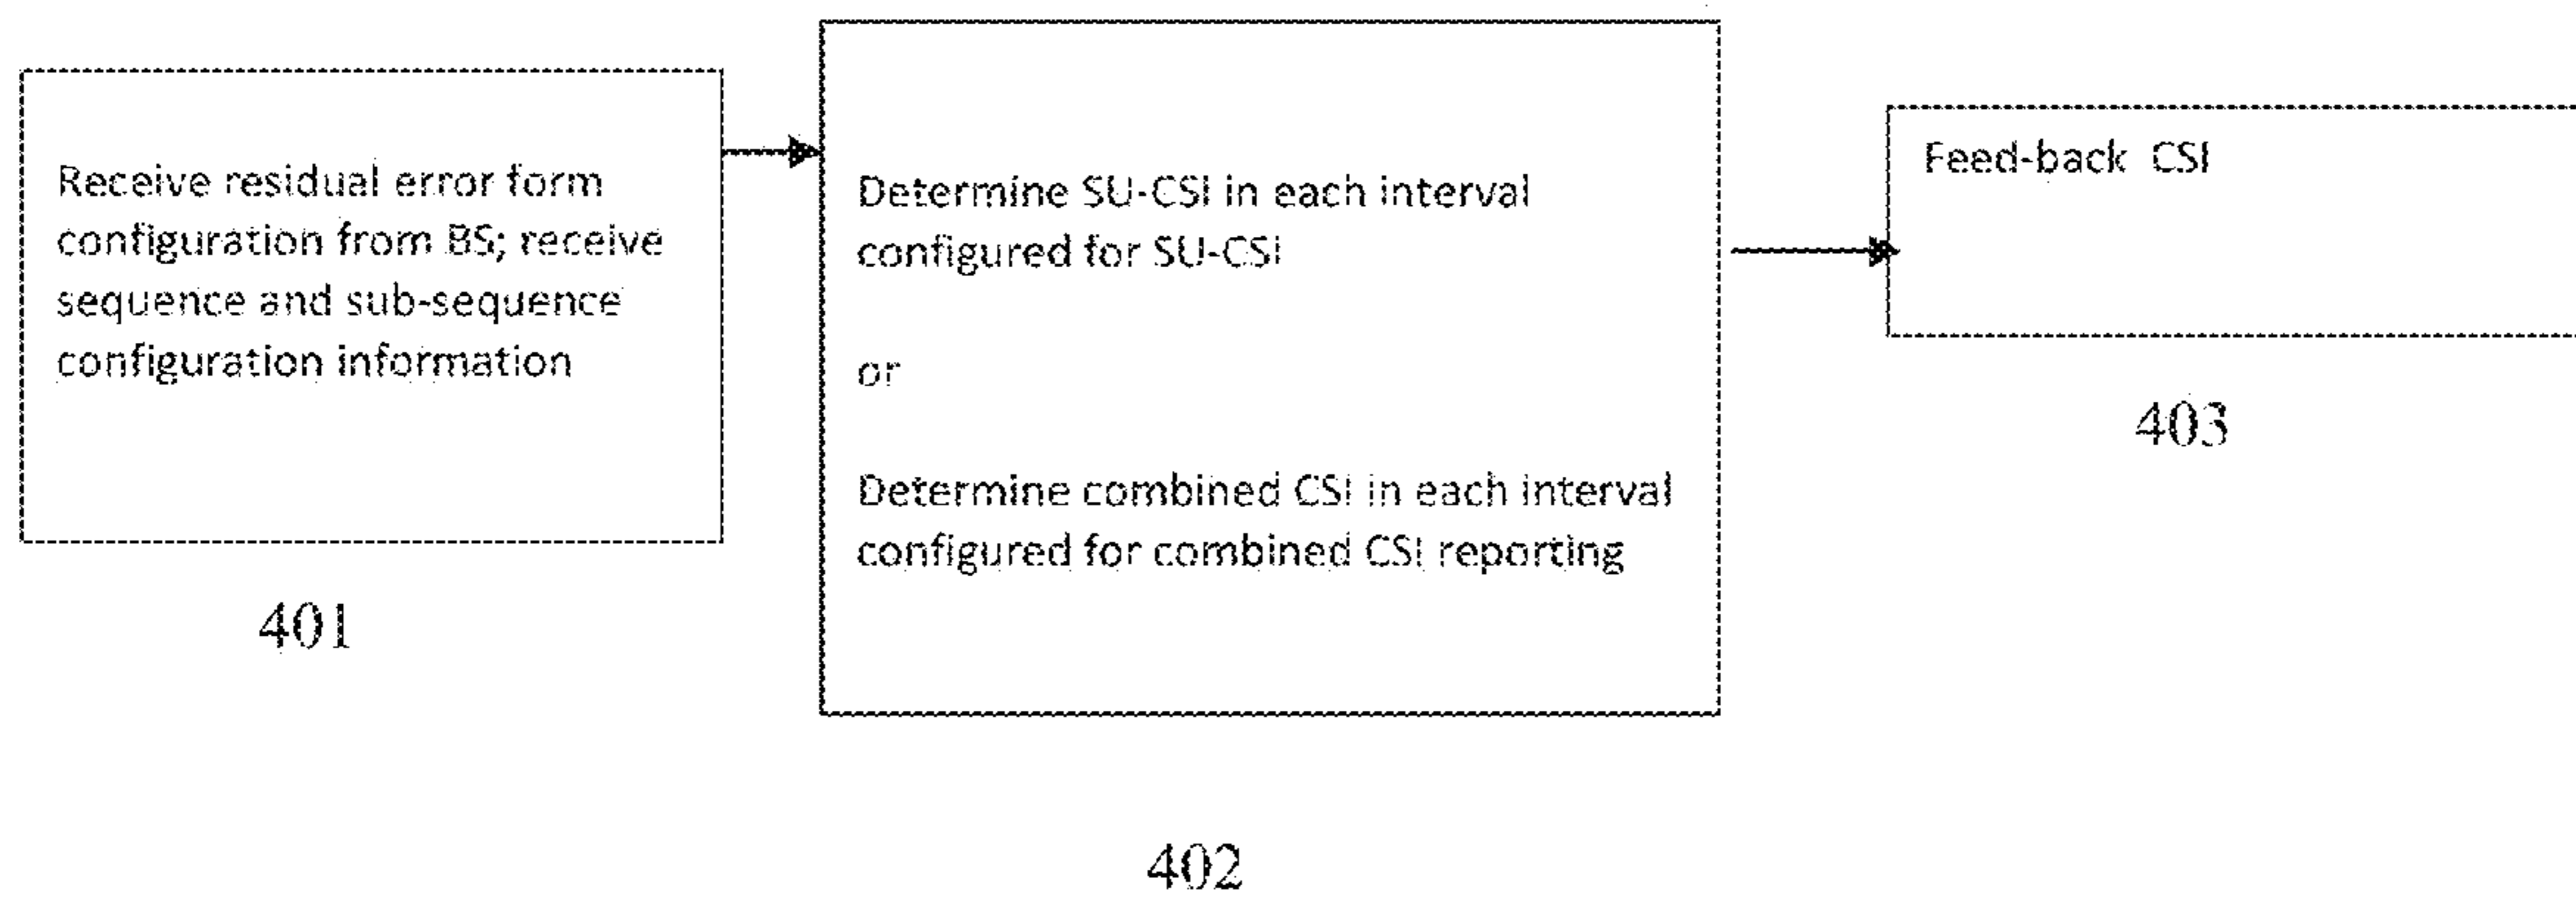 Receive residual error form
configuration from BS; receive
sequence and sub-sequence
configuration information
401
Determine SU-CSI in each interval
configured for SU-CSI
or
Determine combined CSI in each interval
configured for combined CSI reporting
402
Feed-back CSI
403